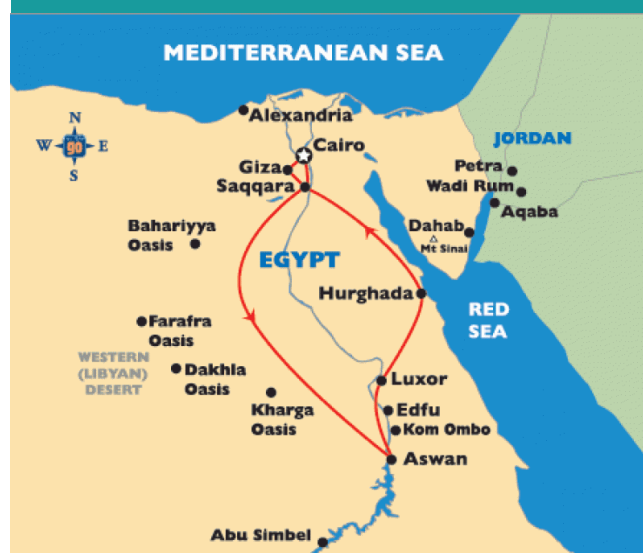 MEDITERRANEAN SEA
Alexandria
N
W
go
E
S
Cairo
JORDAN
Giza
Petra
Saqqara
Wadi Rum
Aqaba
Bahariyya
Oasis
Dahab
Mt Sinai
EGYPT
Hurghada
RED
SEA
Farafra
Oasis
WESTERN
(LIBYAN)
DESERT
Dakhla
Oasis
Luxor
Kharga
Oasis
Edfu
Kom Ombo
Aswan
Abu Simbel